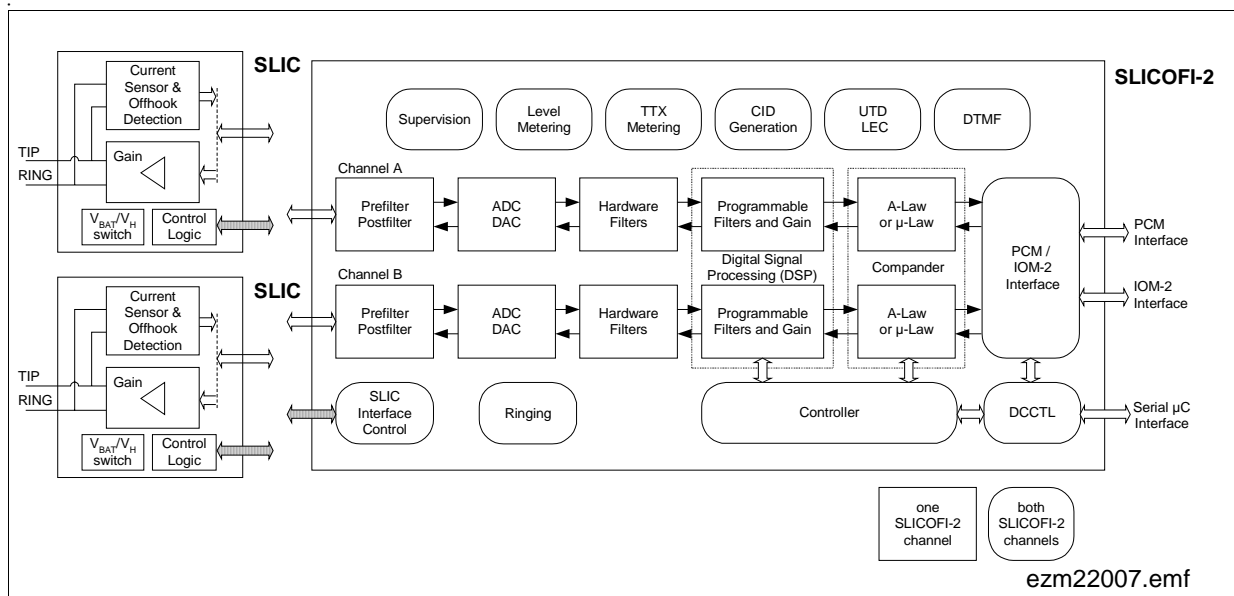 SLIC
Current
Sensor &
Offhook
Detection
TIP
RING
Gain
VBAT/VH
switch
Control
Logic
SLIC
Current
Sensor &
Offhook
Detection
TIP
RING
Gain
VBAT/VH
switch
Control
Logic
SLICOFI-2
Supervision
Level
Metering
TTX
Metering
CID
Generation
UTD
LEC
DTMF
Channel A
Prefilter
Postfilter
ADC
DAC
Hardware
Filters
Programmable
Filters and Gain
A-Law
or µ-Law
PCM /
IOM-2
Interface
PCM
Interface
IOM-2
Interface
Digital Signal
Processing (DSP)
Compander
Channel B
Prefilter
Postfilter
ADC
DAC
Hardware
Filters
Programmable
Filters and Gain
A-Law
or µ-Law
SLIC
Interface
Control
Ringing
Controller
DCCTL
Serial µC
Interface
one
SLICOFI-2
channel
both
SLICOFI-2
channels
ezm22007.emf